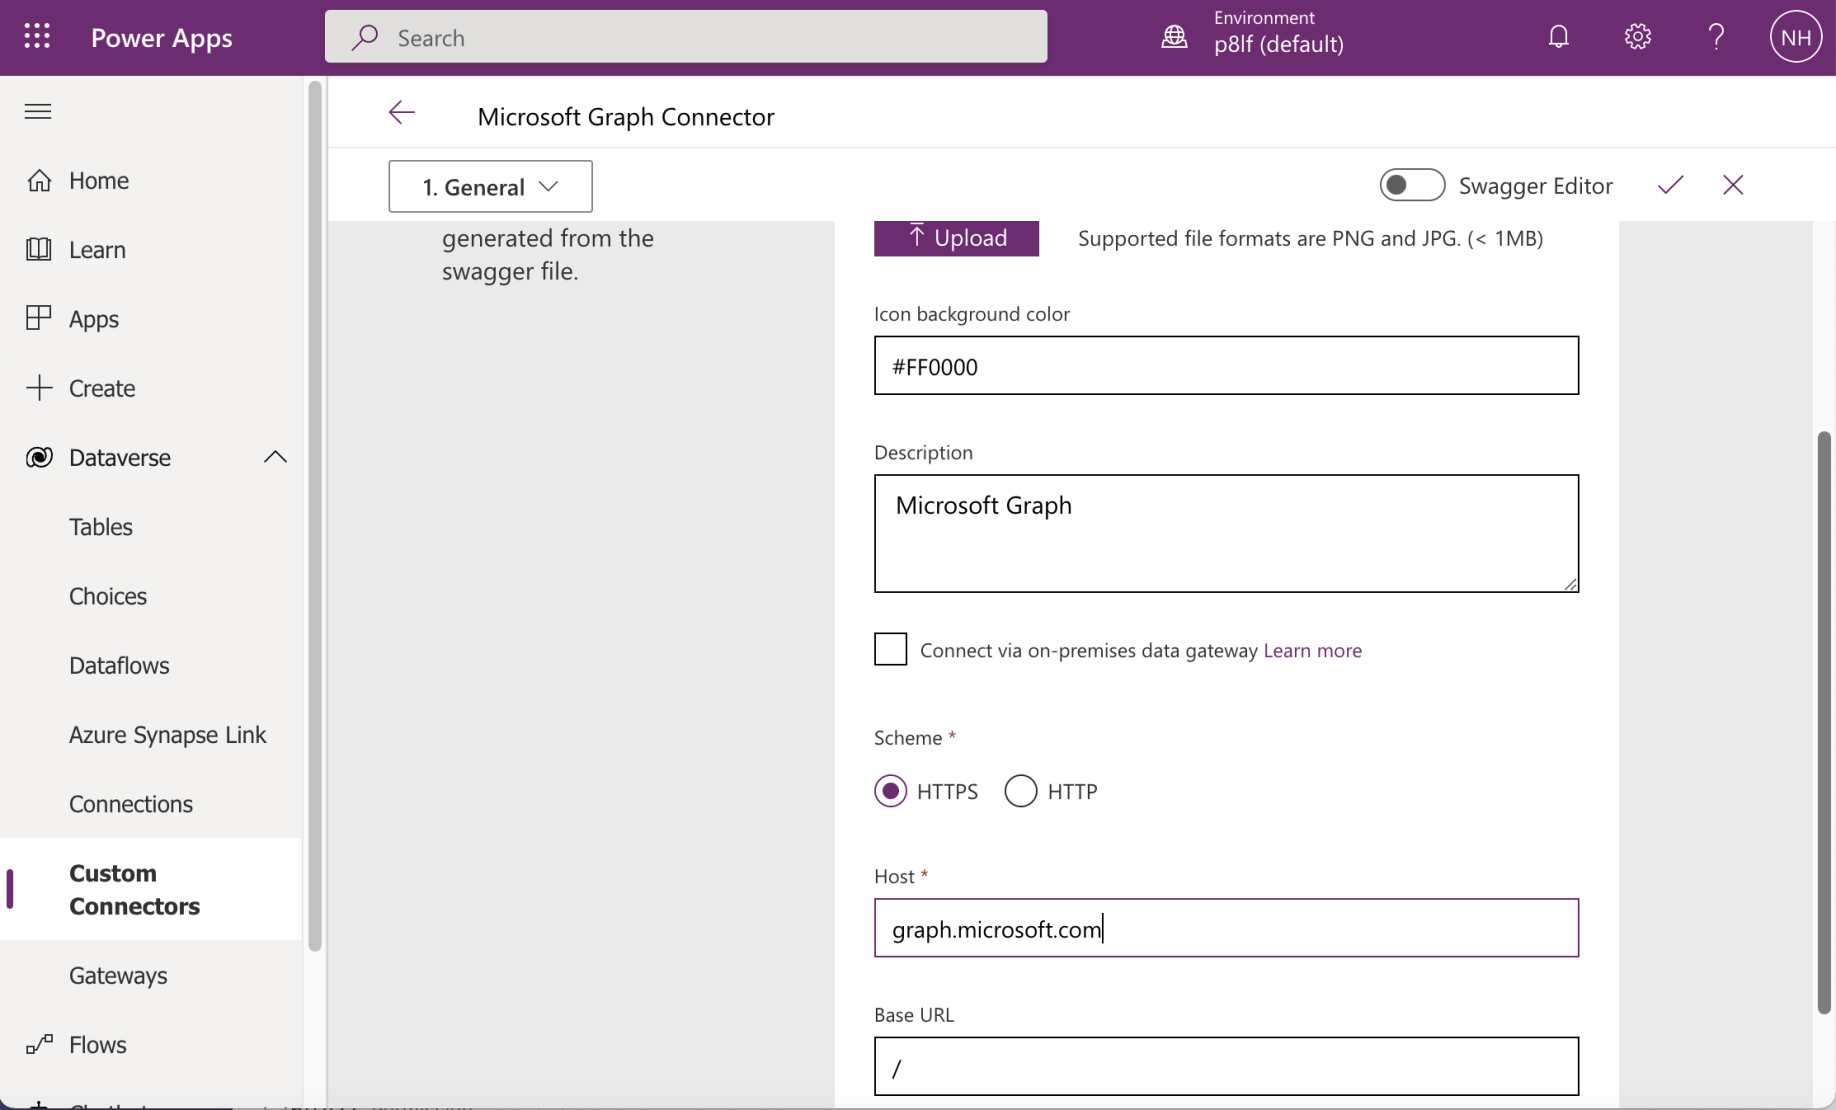 Power Apps
Search
Environment
p8lf (default)
?
NH
Microsoft Graph Connector
1. General
Swagger Editor
Home
Learn
Apps
Create
Dataverse
Tables
Choices
Dataflows
Azure Synapse Link
Connections
Custom
Connectors
Gateways
Flows
generated from the
swagger file.
Upload
Supported file formats are PNG and JPG. (< 1MB)
Icon background color
#FF0000
Description
Microsoft Graph
Connect via on-premises data gateway Learn more
Scheme *
HTTPS
HTTP
Host *
graph.microsoft.com
Base URL
/